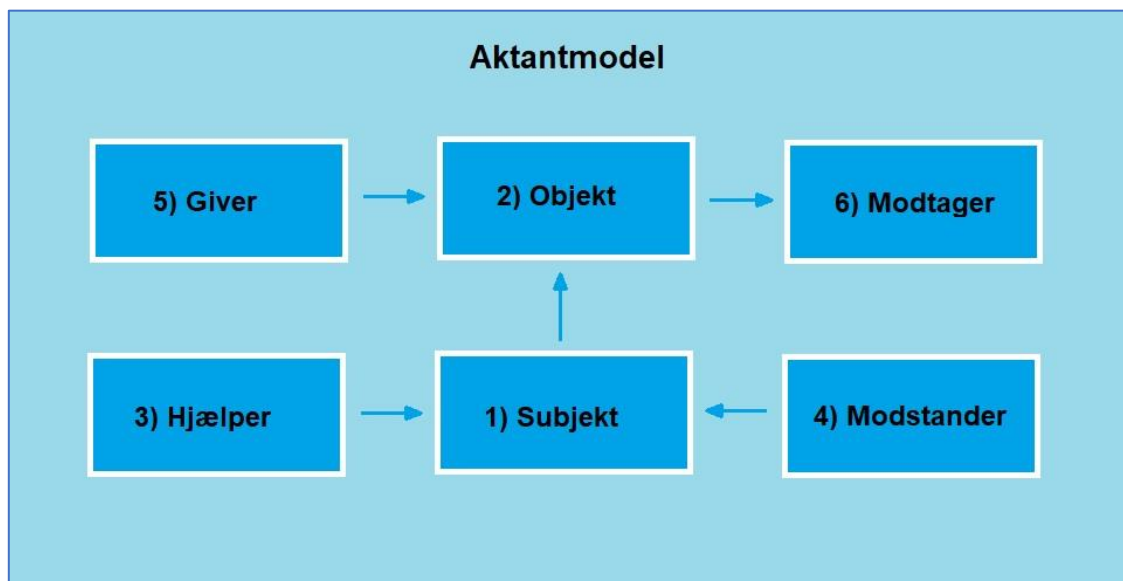 Aktantmodel
5) Giver
2) Objekt
6) Modtager
3) Hjælper
1) Subjekt
4) Modstander